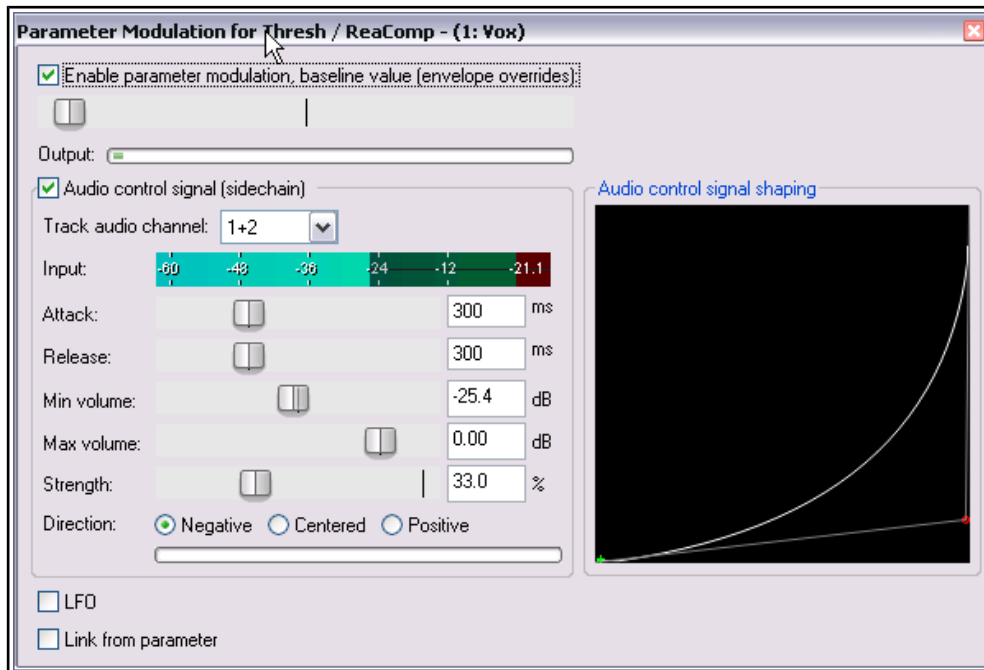 Parameter Modulation for Thresh / ReaComp - (1: Vox)
Enable parameter modulation, baseline value (envelope overrides):
Output:
Audio control signal (sidechain)
Audio control signal shaping
Track audio channel: 1+2
Input: -60 -48 -36 -24 -12 -21.1
Attack: 300 ms
Release: 300 ms
Min volume: -25.4 dB
Max volume: 0.00 dB
Strength: 33.0 %
Direction: Negative Centered Positive
LFO
Link from parameter